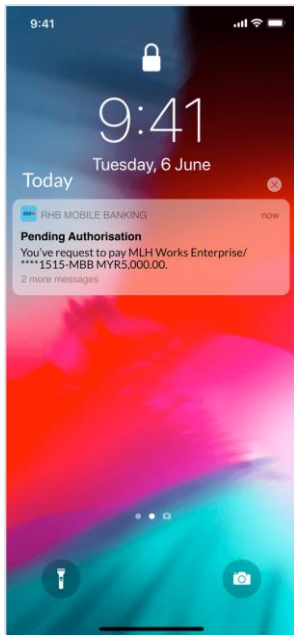 9:41
9:41
Tuesday, 6 June
Today
RHB MOBILE BANKING now
Pending Authorisation
You've request to pay MLH Works Enterprise/
****1515-MBB MYR5,000.00.
2 more messages